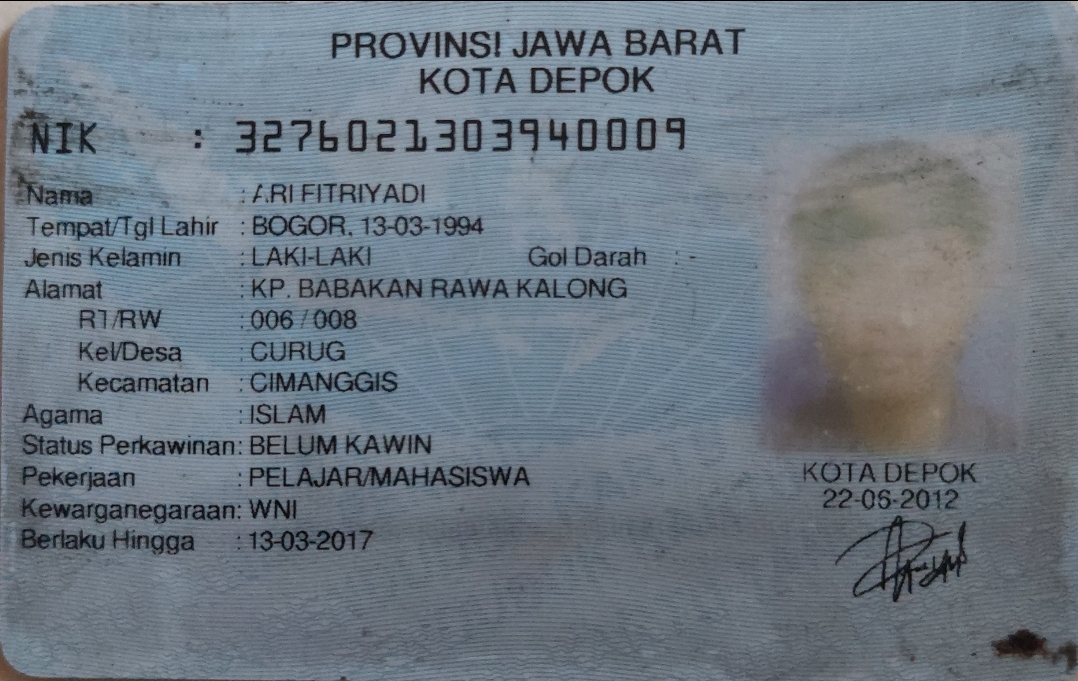 PROVINSI JAWA BARAT
KOTA DEPOK
NIK : 3276021303940009
Nama : ARI FITRIYADI
Tempat/Tgl Lahir : BOGOR, 13-03-1994
Jenis Kelamin : LAKI-LAKI Gol Darah : -
Alamat : KP. BABAKAN RAWA KALONG
RT/RW : 006 / 008
Kel/Desa : CURUG
Kecamatan : CIMANGGIS
Agama : ISLAM
Status Perkawinan: BELUM KAWIN
Pekerjaan : PELAJAR/MAHASISWA
Kewarganegaraan: WNI
Berlaku Hingga : 13-03-2017
KOTA DEPOK
22-06-2012